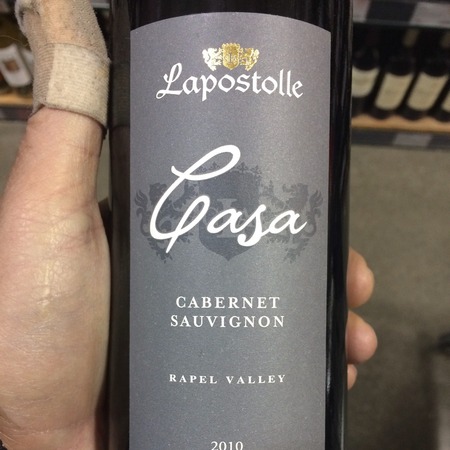 Lapostolle
Casa
CABERNET
SAUVIGNON
RAPEL VALLEY
2010